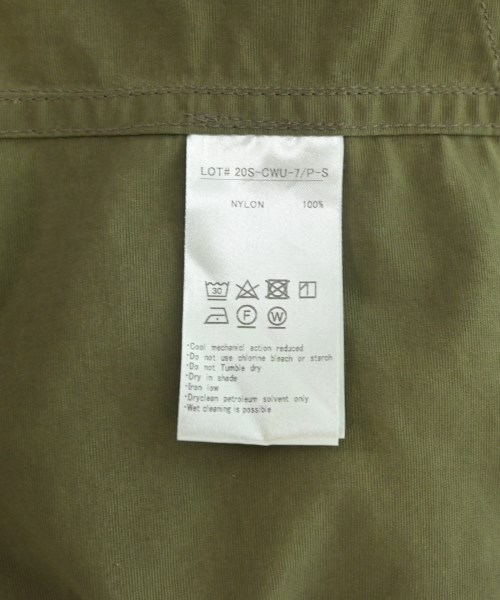 LOT# 20S-CWU-7/P-S
NYLON 100%
30
F W
·Cool mechanical action reduced
·Do not use chlorine bleach or starch
·Do not Tumble dry
·Dry in shade
·Iron low
·Dryclean petroleum solvent only
·Wet cleaning is possible